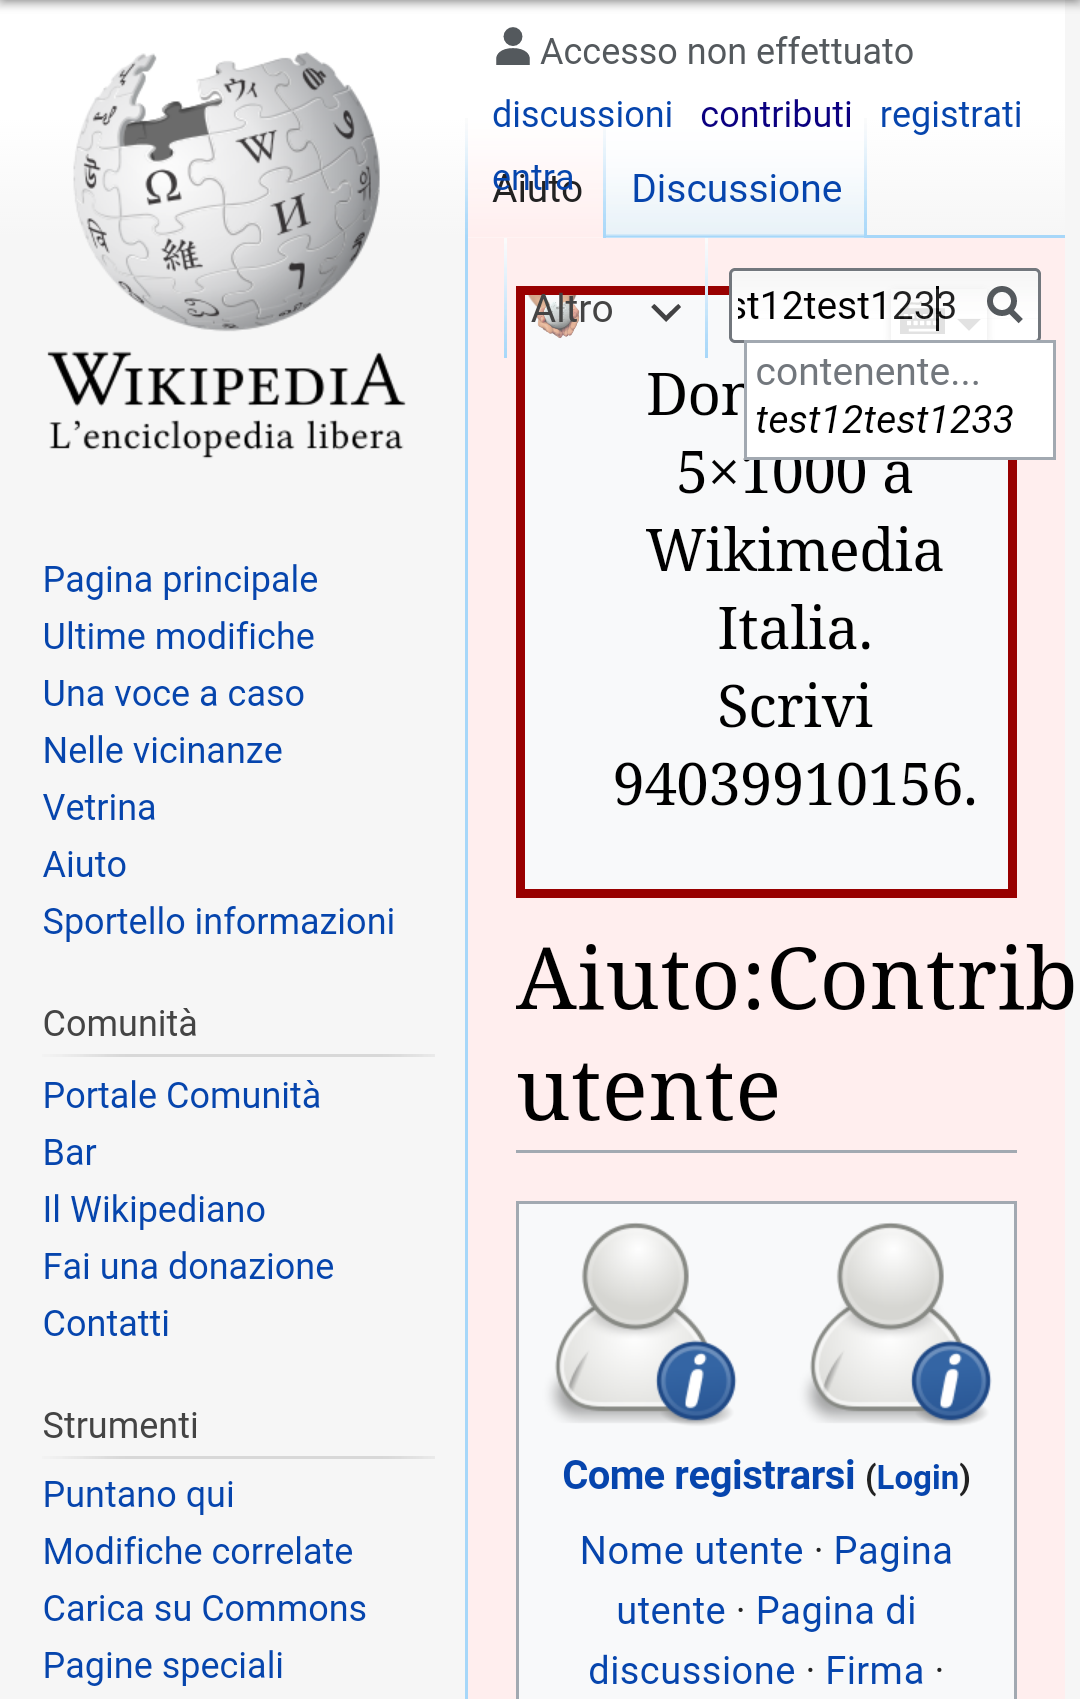 WIKIPEDIA
L'enciclopedia libera
Pagina principale
Ultime modifiche
Una voce a caso
Nelle vicinanze
Vetrina
Aiuto
Sportello informazioni
Comunità
Portale Comunità
Bar
Il Wikipediano
Fai una donazione
Contatti
Strumenti
Puntano qui
Modifiche correlate
Carica su Commons
Pagine speciali
Accesso non effettuato
discussioni contributi registrati
entra
Aiuto Discussione
Altro
st12test1233
contenente...
test12test1233
5×1000 a
Wikimedia
Italia.
Scrivi
94039910156.
Aiuto:Contrib
utente
Come registrarsi (Login)
Nome utente · Pagina
utente · Pagina di
discussione · Firma ·